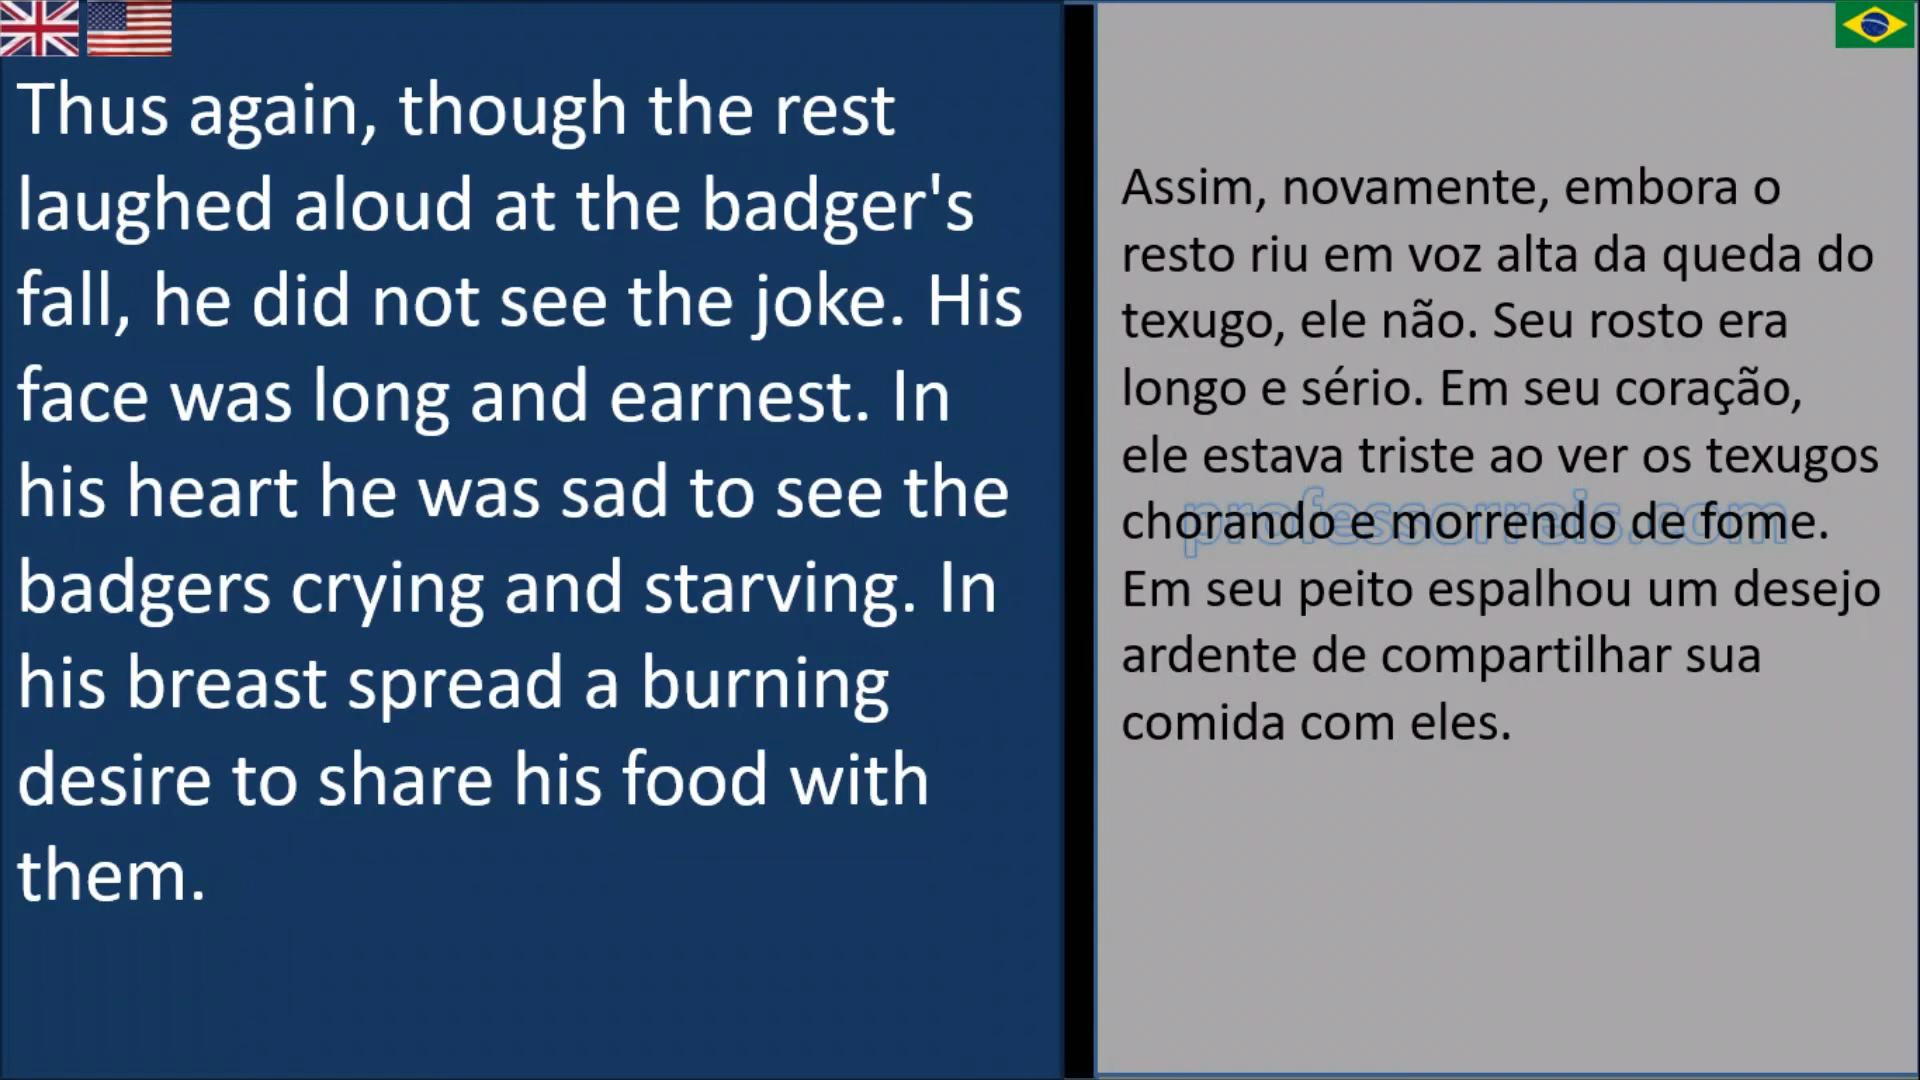 Thus again, though the rest
laughed aloud at the badger's
fall, he did not see the joke. His
face was long and earnest. In
his heart he was sad to see the
badgers crying and starving. In
his breast spread a burning
desire to share his food with
them.
Assim, novamente, embora o
resto riu em voz alta da queda do
texugo, ele não. Seu rosto era
longo e sério. Em seu coração,
ele estava triste ao ver os texugos
chorando e morrendo de fome.
professorreis.com
Em seu peito espalhou um desejo
ardente de compartilhar sua
comida com eles.